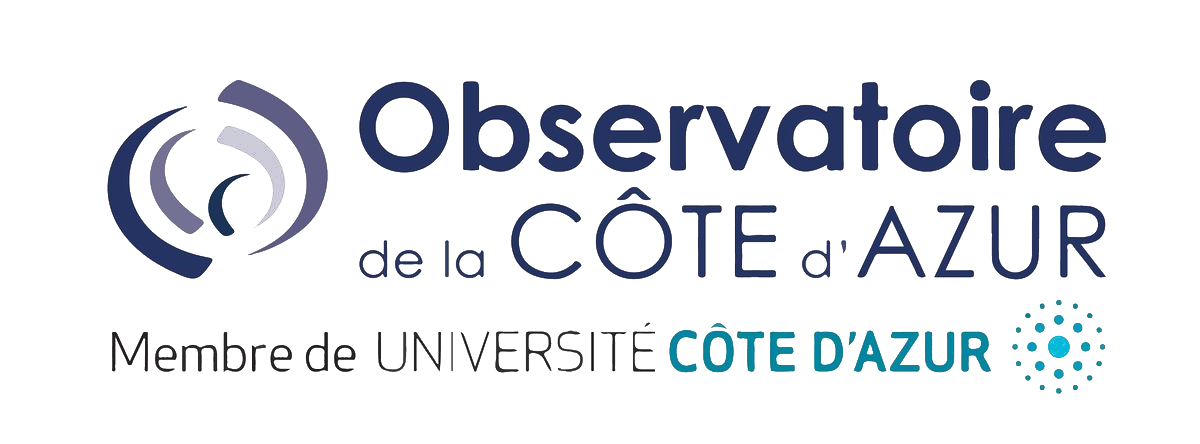 Observatoire
de la CÔTE d'AZUR
Membre de UNIVERSITÉ CÔTE D'AZUR